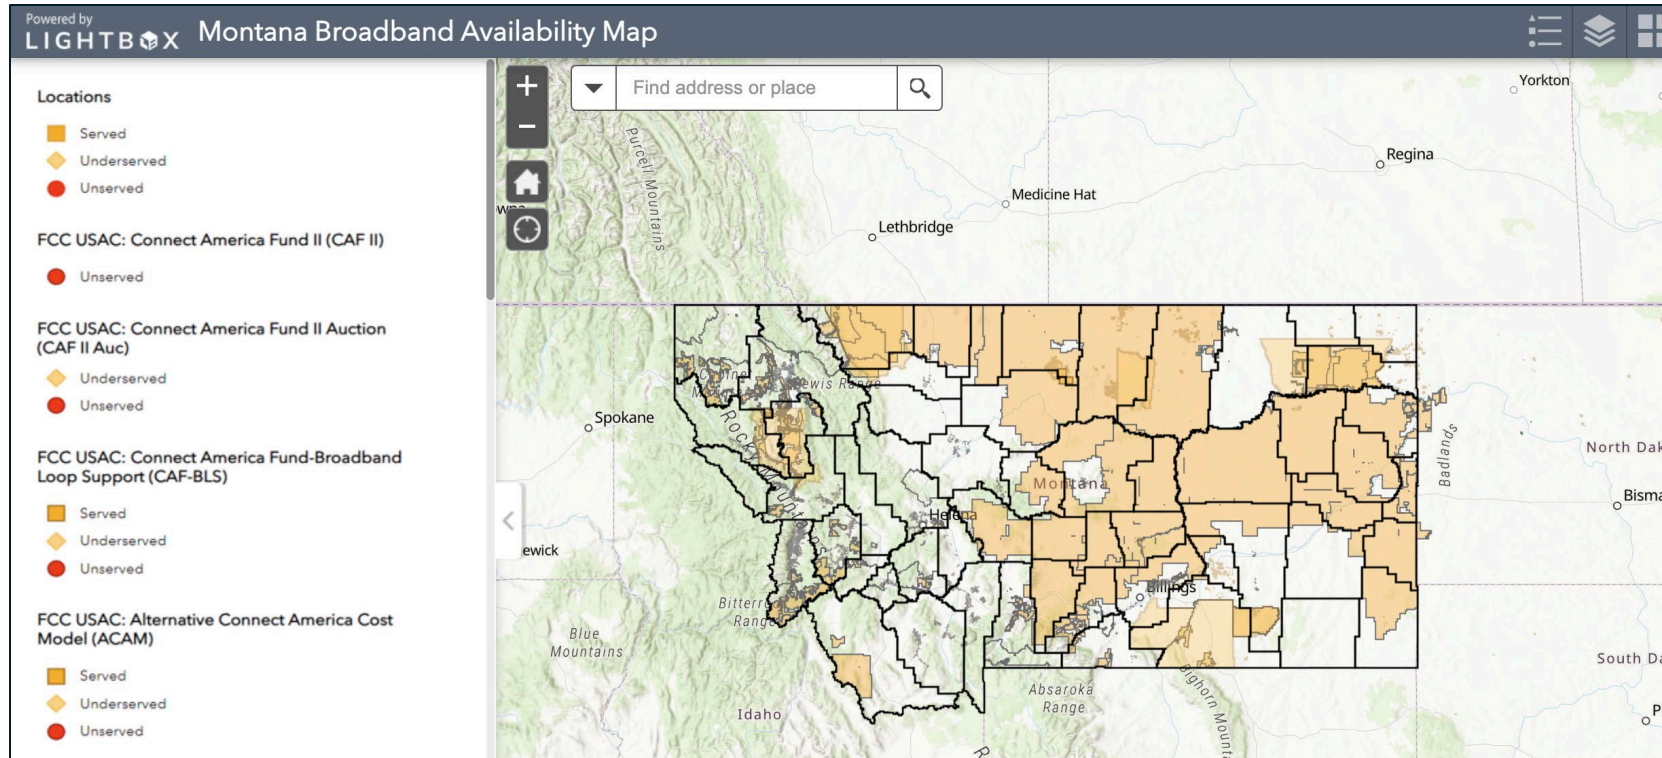 Powered by
LIGHTBOX
Montana Broadband Availability Map
Locations
Served
Underserved
Unserved
FCC USAC: Connect America Fund II (CAF II)
Unserved
FCC USAC: Connect America Fund II Auction
(CAF II Auc)
Underserved
Unserved
FCC USAC: Connect America Fund-Broadband
Loop Support (CAF-BLS)
Served
Underserved
Unserved
FCC USAC: Alternative Connect America Cost
Model (ACAM)
Served
Underserved
Unserved
+
−
Find address or place
Yorkton
Regina
Medicine Hat
Lethbridge
Purcell Mountains
wna
Lewis Range
Spokane
Badlands
North Dak
Montana
Bisma
Helena
ewick
Billings
Bitterro
Range
Blue
Mountains
South Da
Absaroka
Range
Bighorn Mounta
Idaho
P
R